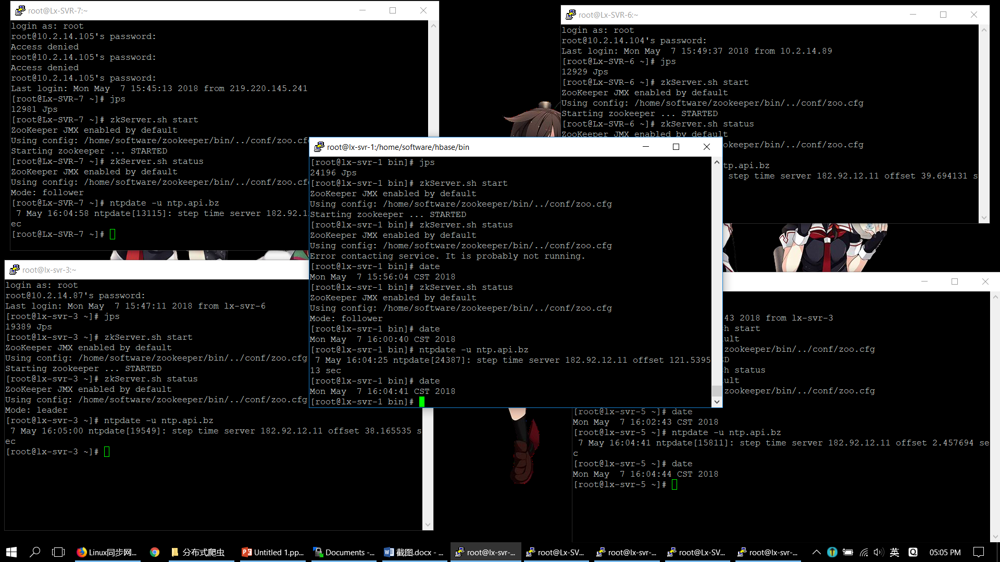 root@Lx-SVR-7:~
login as: root
root@10.2.14.105's password:
Access denied
root@10.2.14.105's password:
Access denied
root@10.2.14.105's password:
Last login: Mon May  7 15:45:13 2018 from 219.220.145.241
[root@Lx-SVR-7 ~]# jps
12981 Jps
[root@Lx-SVR-7 ~]# zkServer.sh start
ZooKeeper JMX enabled by default
Using config: /home/software/zookeeper/bin/../conf/zoo.cf
Starting zookeeper ... STARTED
[root@Lx-SVR-7 ~]# zkServer.sh status
ZooKeeper JMX enabled by default
Using config: /home/software/zookeeper/bin/../conf/zoo.cf
Mode: follower
[root@Lx-SVR-7 ~]# ntpdate -u ntp.api.bz
7 May 16:04:58 ntpdate[13115]: step time server 182.92.1
ec
[root@Lx-SVR-7 ~]#
root@Lx-SVR-6:~
login as: root
root@10.2.14.104's password:
Last login: Mon May  7 15:49:37 2018 from 10.2.14.89
[root@Lx-SVR-6 ~]# jps
12929 Jps
[root@Lx-SVR-6 ~]# zkServer.sh start
ZooKeeper JMX enabled by default
Using config: /home/software/zookeeper/bin/../conf/zoo.cfg
Starting zookeeper ... STARTED
[root@Lx-SVR-6 ~]# zkServer.sh status
ZooKeeper JMX enabled by default
okeeper/bin/../conf/zoo.cfg
tp.api.bz
step time server 182.92.12.11 offset 39.694131 s
root@lx-svr-1:/home/software/hbase/bin
[root@lx-svr-1 bin]# jps
24196 Jps
[root@lx-svr-1 bin]# zkServer.sh start
ZooKeeper JMX enabled by default
Using config: /home/software/zookeeper/bin/../conf/zoo.cfg
Starting zookeeper ... STARTED
[root@lx-svr-1 bin]# zkServer.sh status
ZooKeeper JMX enabled by default
Using config: /home/software/zookeeper/bin/../conf/zoo.cfg
Error contacting service. It is probably not running.
[root@lx-svr-1 bin]# date
Mon May  7 15:56:04 CST 2018
[root@lx-svr-1 bin]# zkServer.sh status
ZooKeeper JMX enabled by default
Using config: /home/software/zookeeper/bin/../conf/zoo.cfg
Mode: follower
[root@lx-svr-1 bin]# date
Mon May  7 16:00:40 CST 2018
[root@lx-svr-1 bin]# ntpdate -u ntp.api.bz
7 May 16:04:25 ntpdate[24387]: step time server 182.92.12.11 offset 121.5395
13 sec
[root@lx-svr-1 bin]# date
Mon May  7 16:04:41 CST 2018
[root@lx-svr-1 bin]#
root@lx-svr-3:~
login as: root
root@10.2.14.87's password:
Last login: Mon May  7 15:47:11 2018 from lx-svr-6
[root@lx-svr-3 ~]# jps
19389 Jps
[root@lx-svr-3 ~]# zkServer.sh start
ZooKeeper JMX enabled by default
Using config: /home/software/zookeeper/bin/../conf/zoo.cfg
Starting zookeeper ... STARTED
[root@lx-svr-3 ~]# zkServer.sh status
ZooKeeper JMX enabled by default
Using config: /home/software/zookeeper/bin/../conf/zoo.cfg
Mode: leader
[root@lx-svr-3 ~]# ntpdate -u ntp.api.bz
7 May 16:05:00 ntpdate[19549]: step time server 182.92.12.11 offset 38.165535 s
ec
[root@lx-svr-3 ~]#
43 2018 from lx-svr-3
h start
ult
zookeeper/bin/../conf/zoo.cfg
D
h status
ult
zookeeper/bin/../conf/zoo.cfg
[root@lx-svr-5 ~]# date
Mon May  7 16:02:43 CST 2018
[root@lx-svr-5 ~]# ntpdate -u ntp.api.bz
7 May 16:04:41 ntpdate[15811]: step time server 182.92.12.11 offset 2.457694 se
c
[root@lx-svr-5 ~]# date
Mon May  7 16:04:44 CST 2018
[root@lx-svr-5 ~]#
Linux同步网... 分布式爬虫 Untitled 1.pp... Documents -... 截图.docx - ... root@lx-svr-... root@Lx-SV... root@lx-svr-... root@Lx-SV... root@lx-svr-... 英 05:05 PM